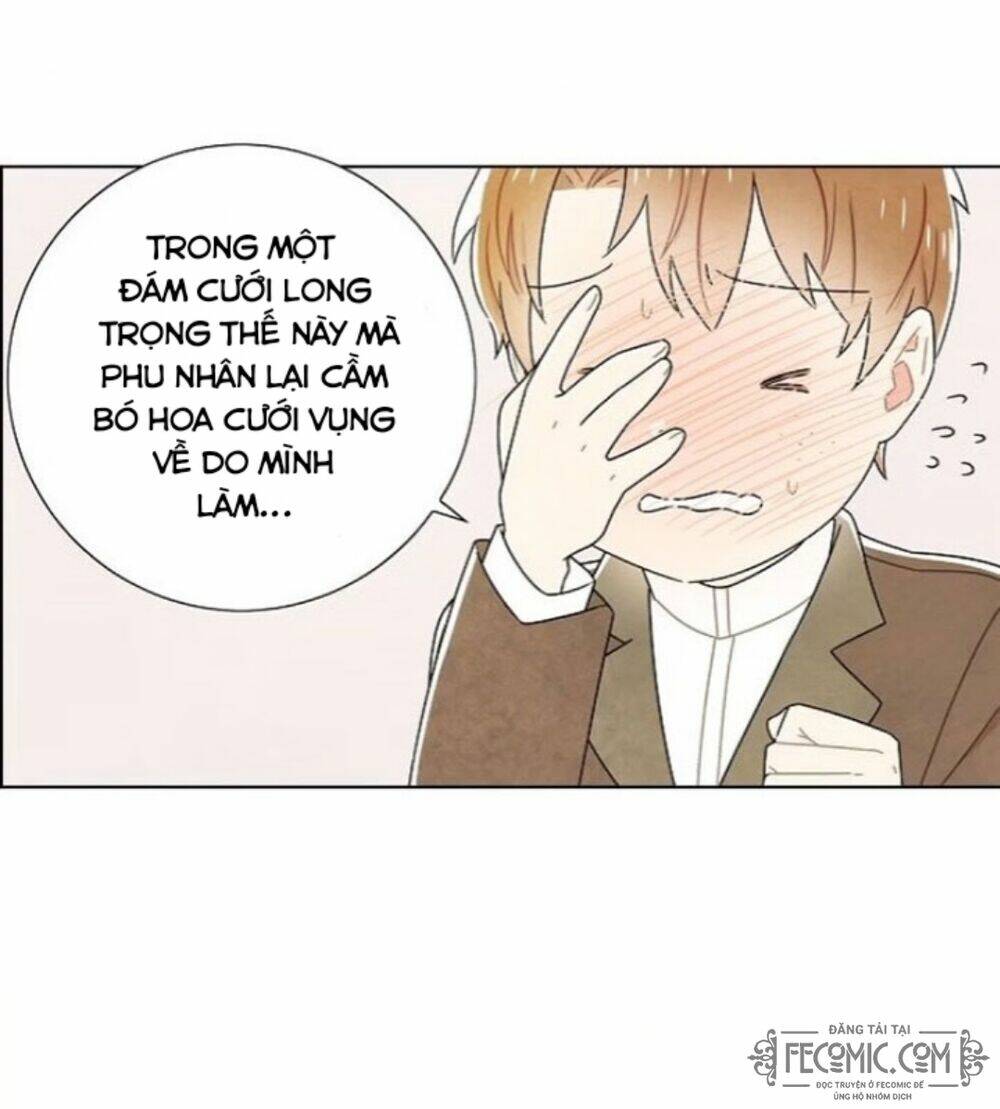 TRONG MỘT
ĐÁM CƯỚI LONG
TRỌNG THẾ NÀY MÀ
PHU NHÂN LẠI CẦM
BÓ HOA CƯỚI VỤNG
VỀ DO MÌNH
LÀM...
ĐĂNG TẢI TẠI
FECOMIC.COM
ĐỌC TRUYỆN Ở FECOMIC ĐỂ
ỦNG HỘ NHÓM DỊCH